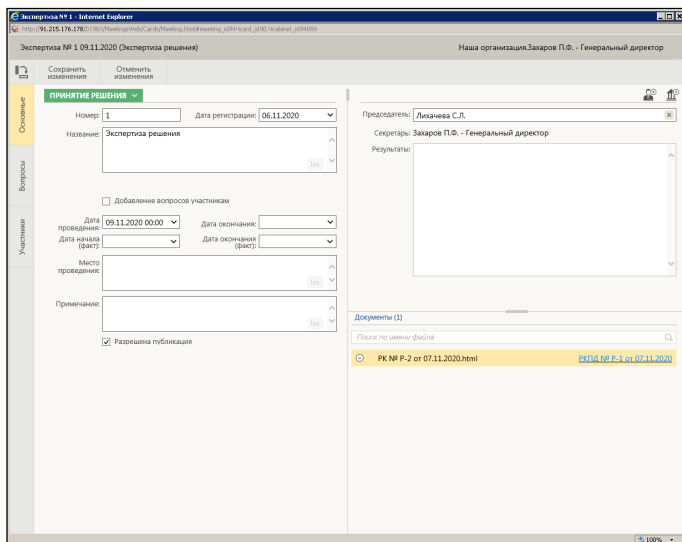 Экспертиза № 1 - Internet Explorer
Экспертиза № 1 09.11.2020 (Экспертиза решения)
Наша организация.Захаров П.Ф. - Генеральный директор
Сохранить изменения
Отменить изменения
Основные
Вопросы
Участники
ПРИНЯТИЕ РЕШЕНИЯ
Номер: 1
Дата регистрации: 06.11.2020
Название: Экспертиза решения
Добавление вопросов участникам
Дата проведения: 09.11.2020 00:00
Дата окончания:
Дата начала (факт):
Дата окончания (факт):
Место проведения:
Примечание:
Разрешена публикация
Председатель: Лихачева С.Л.
Секретарь: Захаров П.Ф. - Генеральный директор
Результаты:
Документы (1)
Поиск по имени файла
РК № Р-2 от 07.11.2020.html
РКПД № Р-1 от 07.11.2020
100%